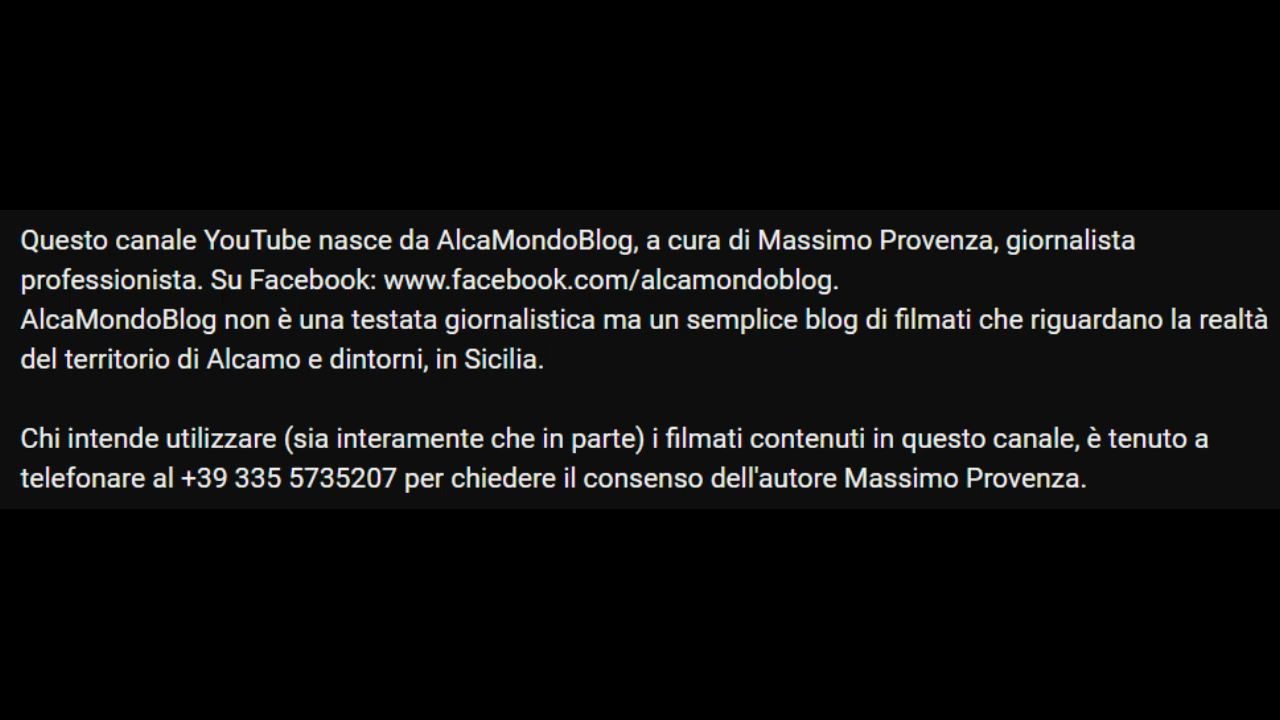 Questo canale YouTube nasce da AlcaMondoBlog, a cura di Massimo Provenza, giornalista
professionista. Su Facebook: www.facebook.com/alcamondoblog.
AlcaMondoBlog non è una testata giornalistica ma un semplice blog di filmati che riguardano la realtà
del territorio di Alcamo e dintorni, in Sicilia.
Chi intende utilizzare (sia interamente che in parte) i filmati contenuti in questo canale, è tenuto a
telefonare al +39 335 5735207 per chiedere il consenso dell'autore Massimo Provenza.